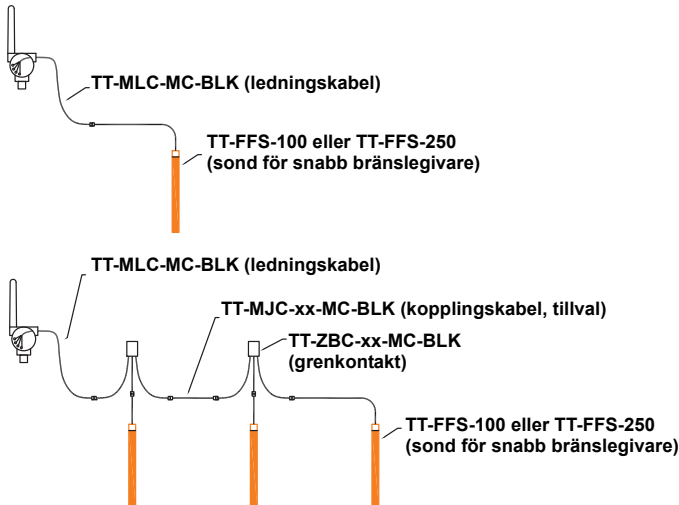 TT-MLC-MC-BLK (ledningskabel)
TT-FFS-100 eller TT-FFS-250
(sond för snabb bränslegivare)
TT-MLC-MC-BLK (ledningskabel)
TT-MJC-xx-MC-BLK (kopplingskabel, tillval)
TT-ZBC-xx-MC-BLK
(grenkontakt)
TT-FFS-100 eller TT-FFS-250
(sond för snabb bränslegivare)